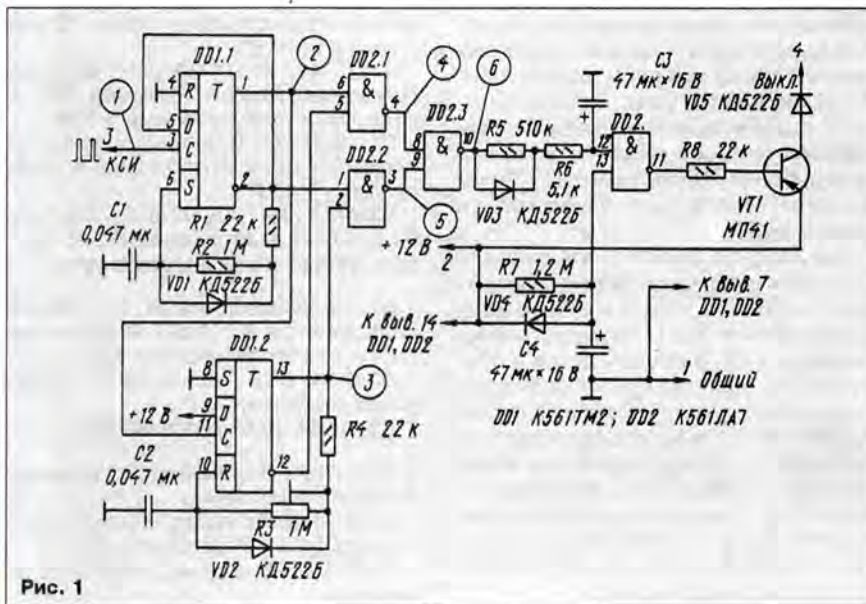 DD1.1
2
DD2.1
4
C3
47 мк × 16 В
4
Выкл.
VD5 КД522Б
1
4 R T 1
6 & 4
5
5 D
3 C
3
КСИ
6 S 2
DD2.2
1 & 3
2
DD2.3
8 & 10
9
6
R5 510 к
R6
5,1 к
VD3 КД522Б
DD2.
12 & 11
13
R8 22 к
VT1
МП41
5
C1
0,047 мк
R1 22 к
R2 1 М
VD1 КД522Б
+12 В
2
R7 1,2 М
VD4 КД522Б
К выв. 14
DD1, DD2
C4
47 мк × 16 В
К выв. 7
DD1, DD2
1 Общий
DD1 К561ТМ2; DD2 К561ЛА7
DD1.2
8 S T 13
3
+12 В
9 D
11 C
10 R 12
R4 22 к
C2
0,047 мк
R3 1 М
VD2 КД522Б
Рис. 1